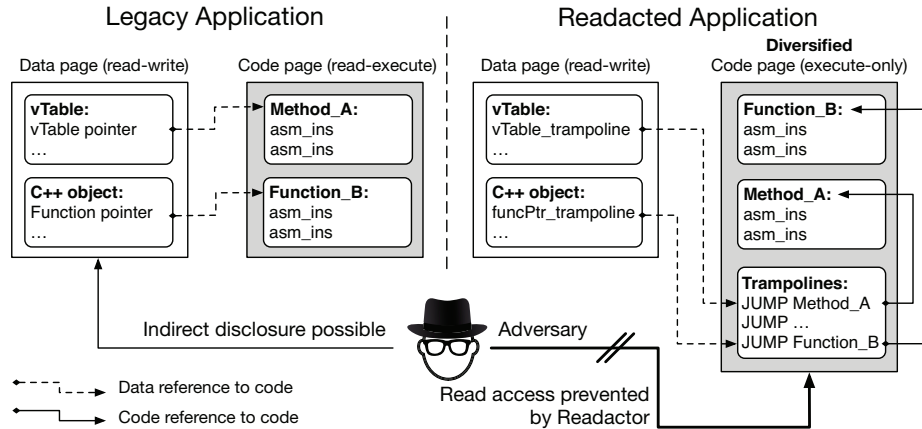 Legacy Application
Data page (read-write)
Code page (read-execute)
vTable:
vTable pointer
...
C++ object:
Function pointer
...
Method_A:
asm_ins
asm_ins
Function_B:
asm_ins
asm_ins
Readacted Application
Data page (read-write)
Diversified
Code page (execute-only)
vTable:
vTable_trampoline
...
C++ object:
funcPtr_trampoline
...
Function_B:
asm_ins
asm_ins
Method_A:
asm_ins
asm_ins
Trampolines:
JUMP Method_A
JUMP ...
JUMP Function_B
Indirect disclosure possible
Adversary
Read access prevented
by Readactor
Data reference to code
Code reference to code